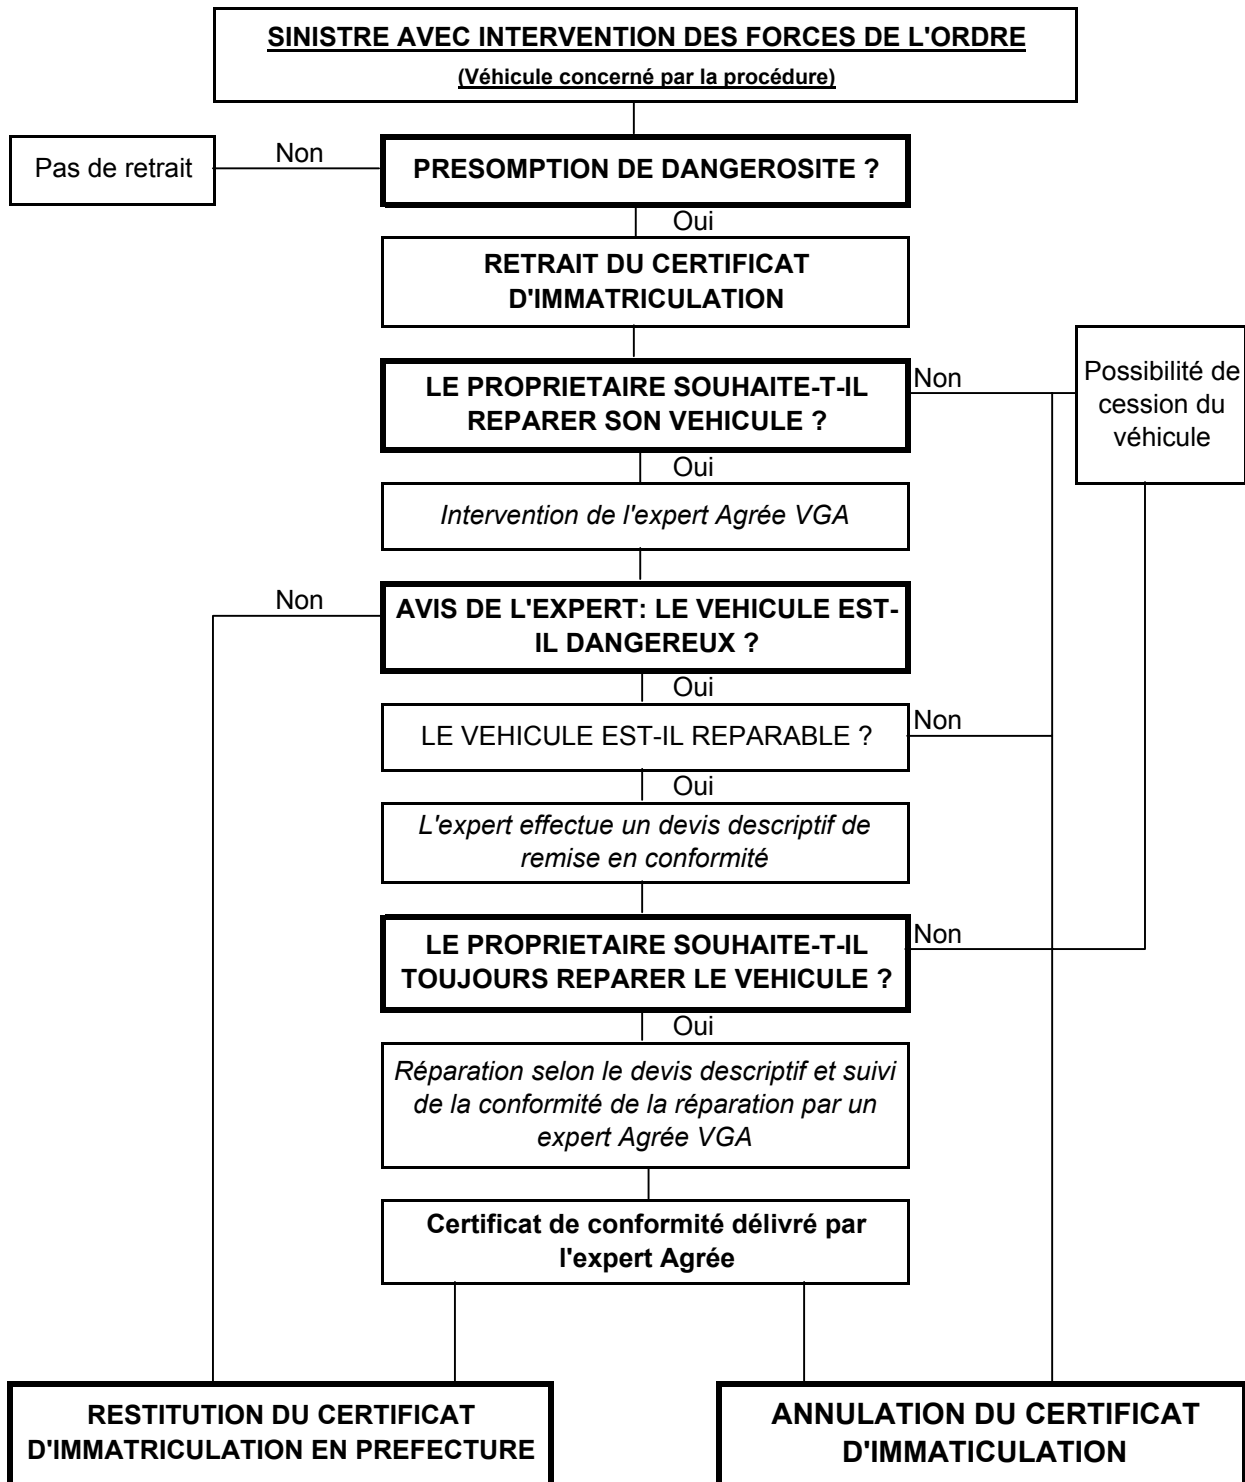 SINISTRE AVEC INTERVENTION DES FORCES DE L'ORDRE
(Véhicule concerné par la procédure)
Pas de retrait
Non
PRESOMPTION DE DANGEROSITE ?
Oui
RETRAIT DU CERTIFICAT
D'IMMATRICULATION
LE PROPRIETAIRE SOUHAITE-T-IL
REPARER SON VEHICULE ?
Non
Possibilité de
cession du
véhicule
Oui
Intervention de l'expert Agrée VGA
Non
AVIS DE L'EXPERT: LE VEHICULE EST-
IL DANGEREUX ?
Oui
LE VEHICULE EST-IL REPARABLE ?
Non
Oui
L'expert effectue un devis descriptif de
remise en conformité
LE PROPRIETAIRE SOUHAITE-T-IL
TOUJOURS REPARER LE VEHICULE ?
Non
Oui
Réparation selon le devis descriptif et suivi
de la conformité de la réparation par un
expert Agrée VGA
Certificat de conformité délivré par
l'expert Agrée
RESTITUTION DU CERTIFICAT
D'IMMATRICULATION EN PREFECTURE
ANNULATION DU CERTIFICAT
D'IMMATICULATION